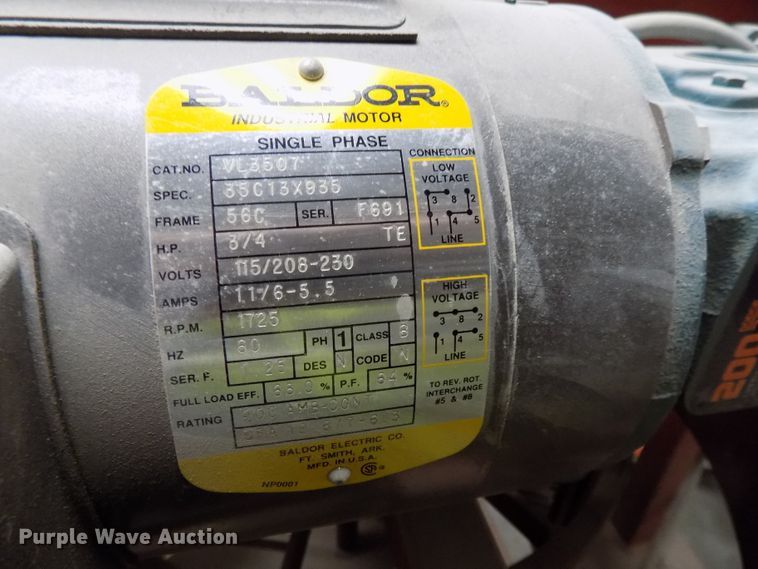 BALDOR®
INDUSTRIAL MOTOR
SINGLE PHASE
CAT.NO. VL3507
SPEC. 35C13X935
FRAME 56C SER. F691
H.P. 3/4 TE
VOLTS 115/208-230
AMPS 11/6-5.5
R.P.M. 1725
HZ 60 PH 1 CLASS B
SER. F. 1.25 DES N CODE N
FULL LOAD EFF. 68.0 % P.F. 64 %
RATING 40C AMB-CONT
BALDOR ELECTRIC CO.
FT. SMITH, ARK.
MFD. IN U.S.A.
NP0001
CONNECTION
LOW
VOLTAGE
3 8 2
1 4 5
LINE
HIGH
VOLTAGE
3 8 2
1 4 5
LINE
TO REV. ROT.
INTERCHANGE
#5 & #8
200
Purple Wave Auction